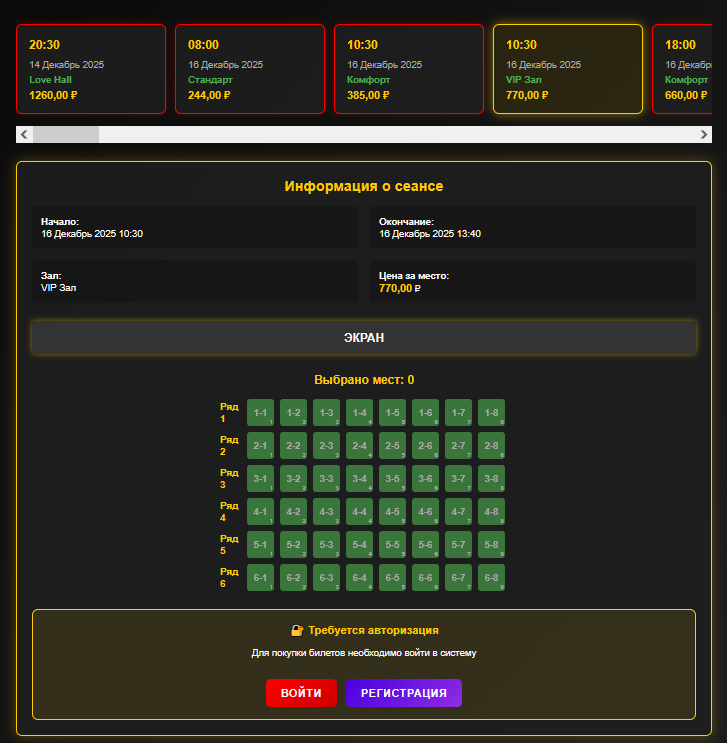 20:30
14 Декабрь 2025
Love Hall
1260,00 ₽
08:00
16 Декабрь 2025
Стандарт
244,00 ₽
10:30
16 Декабрь 2025
Комфорт
385,00 ₽
10:30
16 Декабрь 2025
VIP Зал
770,00 ₽
18:00
16 Декабр
Комфорт
660,00 ₽
Информация о сеансе
Начало:
16 Декабрь 2025 10:30
Окончание:
16 Декабрь 2025 13:40
Зал:
VIP Зал
Цена за место:
770,00 ₽
ЭКРАН
Выбрано мест: 0
Ряд 1 1-1 1 1-2 2 1-3 3 1-4 4 1-5 5 1-6 6 1-7 7 1-8 8
Ряд 2 2-1 1 2-2 2 2-3 3 2-4 4 2-5 5 2-6 6 2-7 7 2-8 8
Ряд 3 3-1 1 3-2 2 3-3 3 3-4 4 3-5 5 3-6 6 3-7 7 3-8 8
Ряд 4 4-1 1 4-2 2 4-3 3 4-4 4 4-5 5 4-6 6 4-7 7 4-8 8
Ряд 5 5-1 1 5-2 2 5-3 3 5-4 4 5-5 5 5-6 6 5-7 7 5-8 8
Ряд 6 6-1 1 6-2 2 6-3 3 6-4 4 6-5 5 6-6 6 6-7 7 6-8 8
Требуется авторизация
Для покупки билетов необходимо войти в систему
ВОЙТИ
РЕГИСТРАЦИЯ